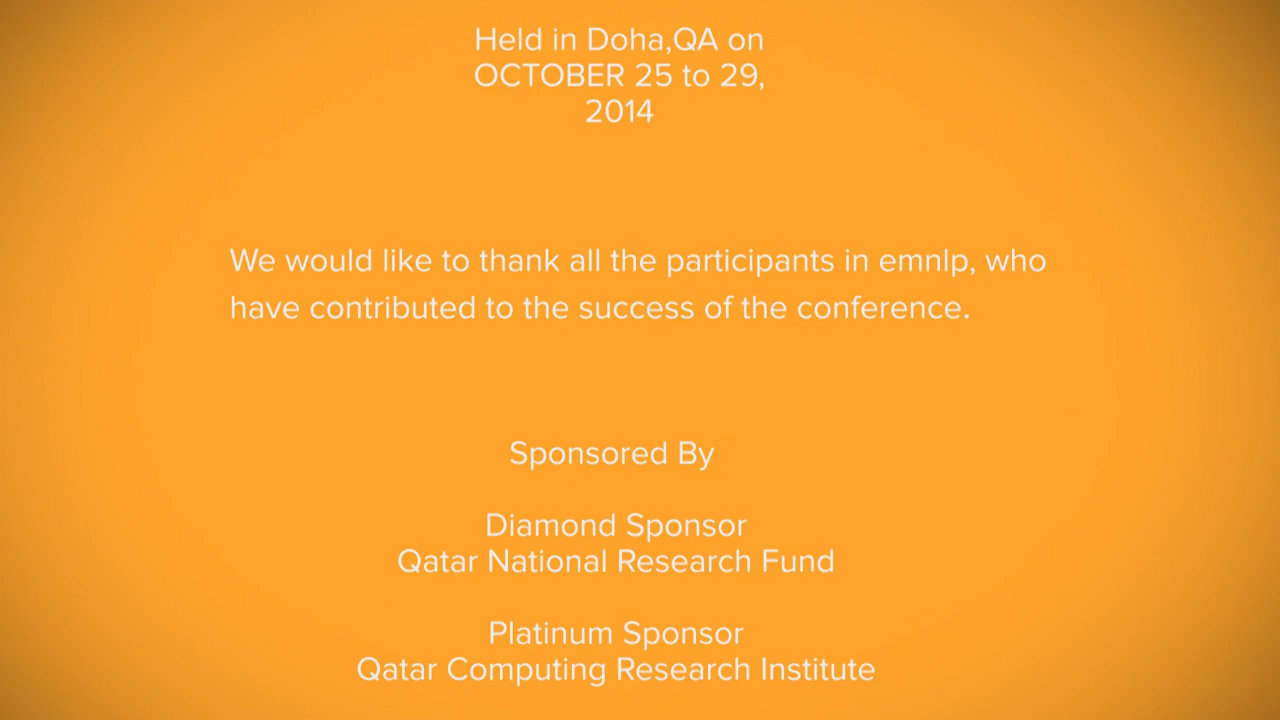 Held in Doha,QA on
OCTOBER 25 to 29,
2014
We would like to thank all the participants in emnlp, who
have contributed to the success of the conference.
Sponsored By
Diamond Sponsor
Qatar National Research Fund
Platinum Sponsor
Qatar Computing Research Institute